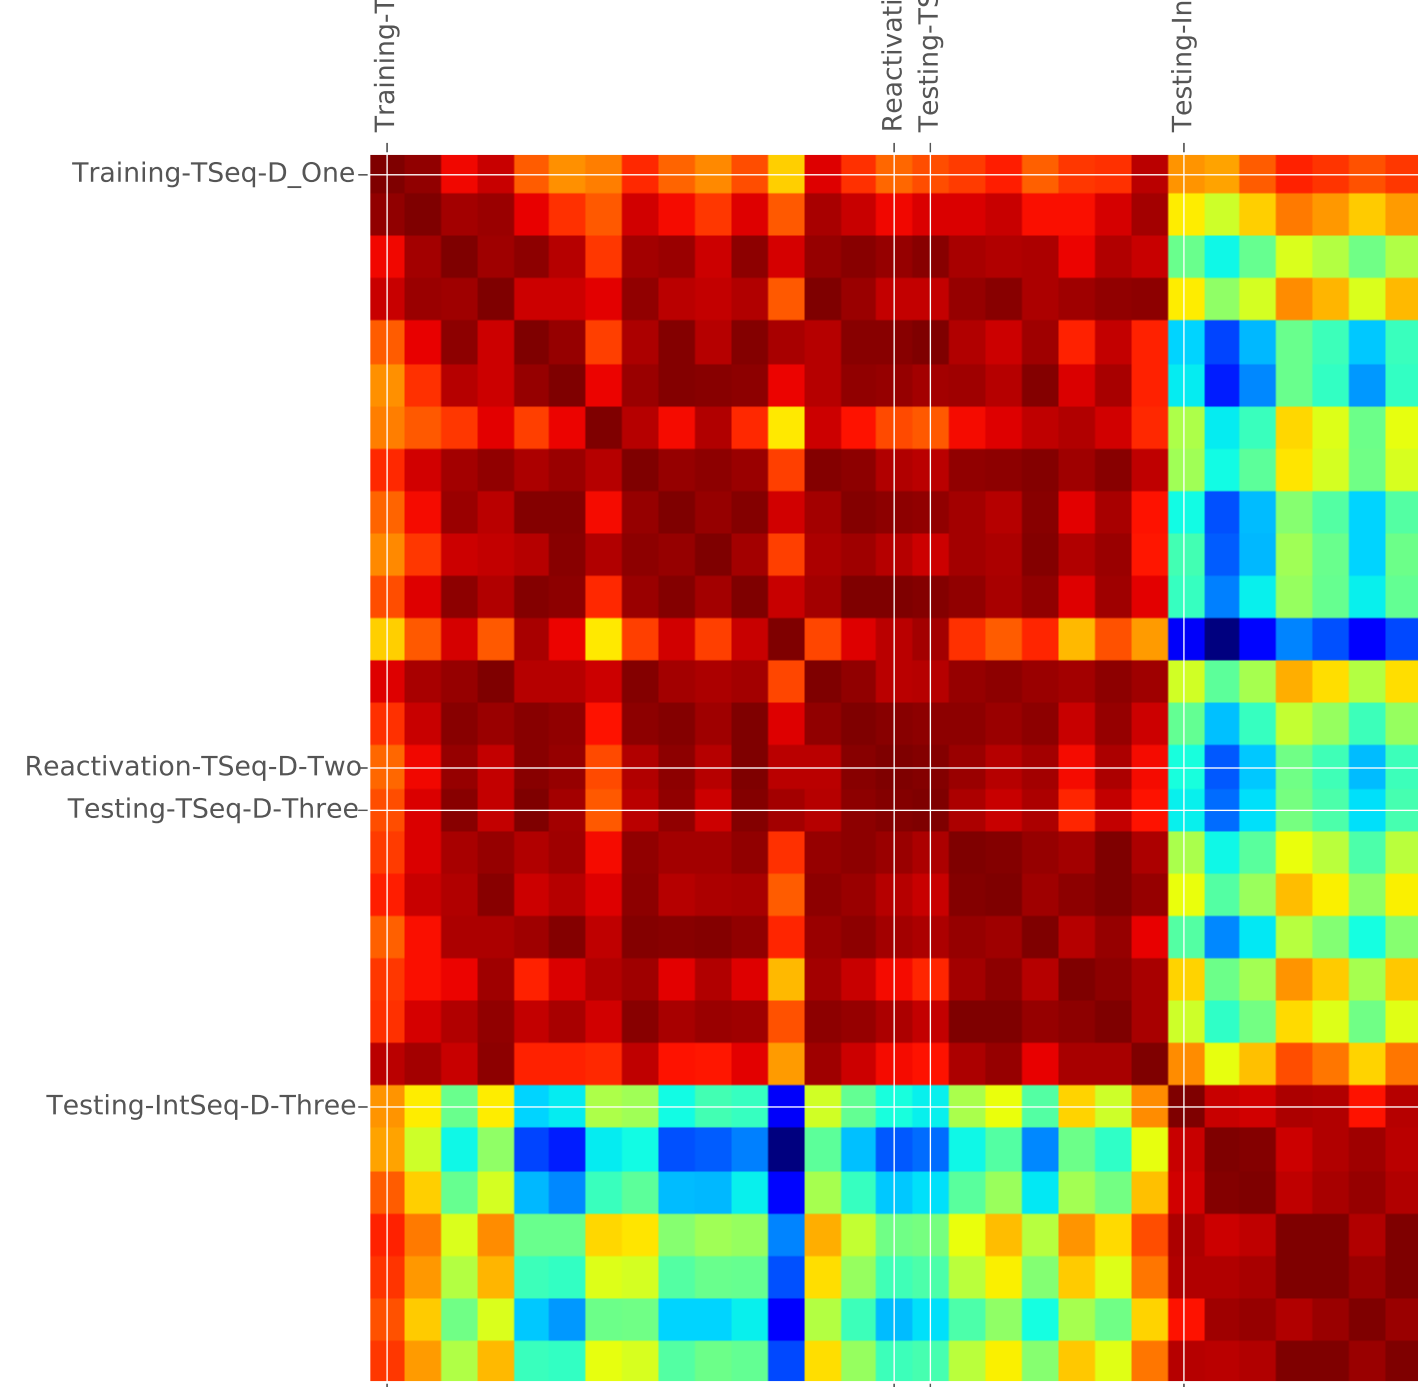 Training-T
Reactivati
Testing-TS
Testing-In
Training-TSeq-D_One
Reactivation-TSeq-D-Two
Testing-TSeq-D-Three
Testing-IntSeq-D-Three